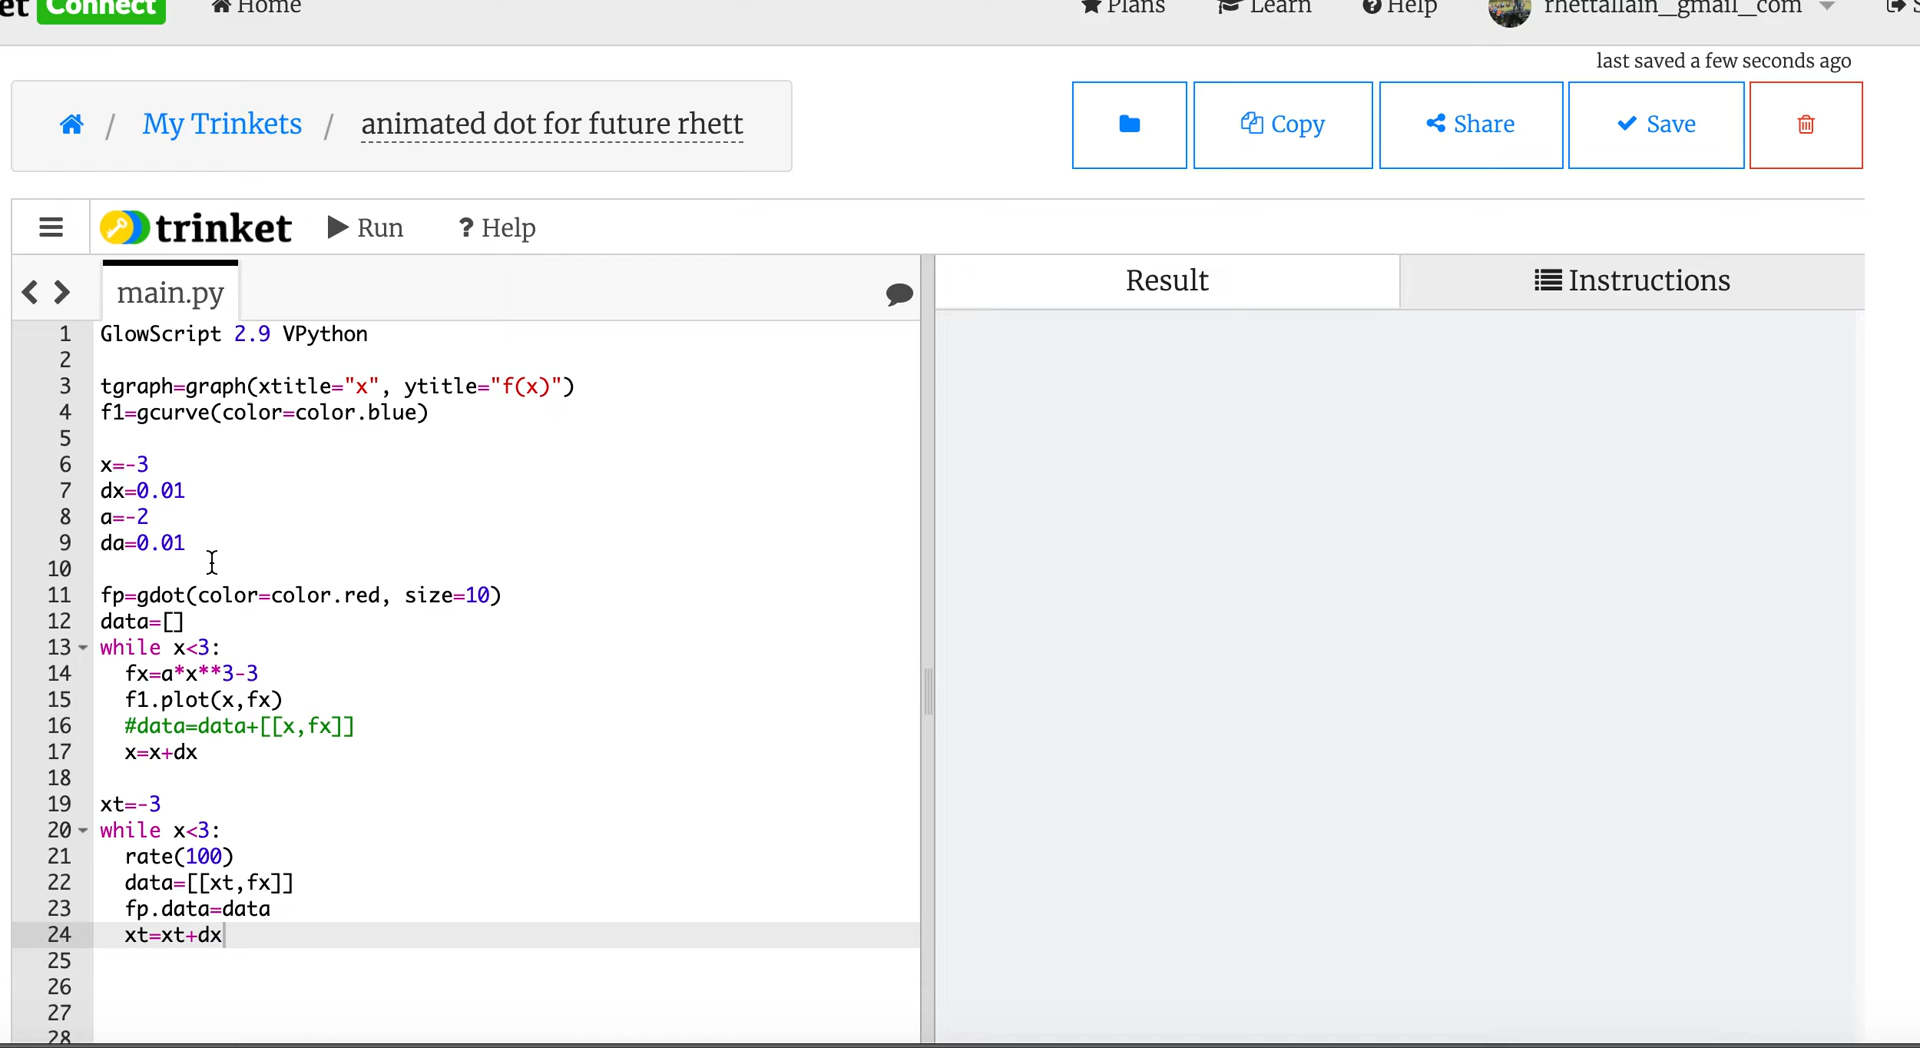 et Connect Home Plans Learn Help rhettallain_gmail_com
last saved a few seconds ago
/ My Trinkets / animated dot for future rhett
Copy Share Save
trinket Run ? Help
main.py
Result Instructions
1 GlowScript 2.9 VPython
2
3 tgraph=graph(xtitle="x", ytitle="f(x)")
4 f1=gcurve(color=color.blue)
5
6 x=-3
7 dx=0.01
8 a=-2
9 da=0.01
10
11 fp=gdot(color=color.red, size=10)
12 data=[]
13 while x<3:
14 fx=a*x**3-3
15 f1.plot(x,fx)
16 #data=data+[[x,fx]]
17 x=x+dx
18
19 xt=-3
20 while x<3:
21 rate(100)
22 data=[[xt,fx]]
23 fp.data=data
24 xt=xt+dx
25
26
27
28